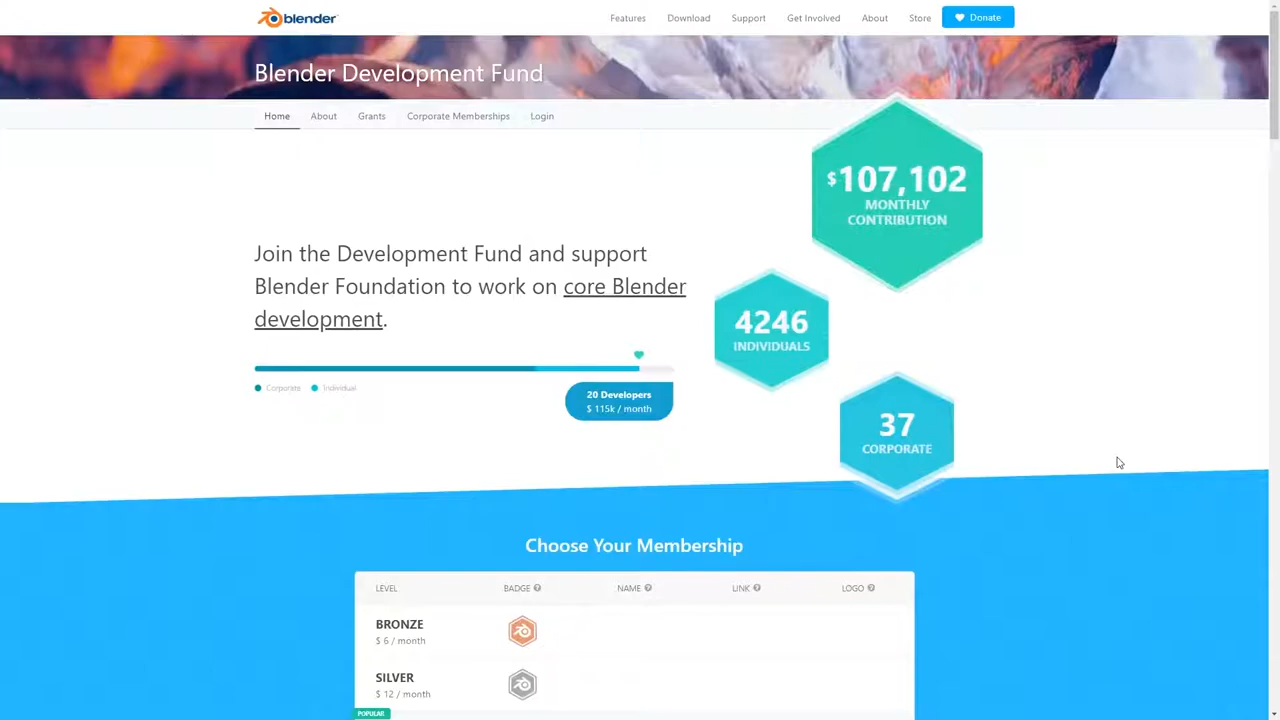 blender
Features Download Support Get Involved About Store Donate
Blender Development Fund
Home About Grants Corporate Memberships Login
$107,102
MONTHLY
CONTRIBUTION
Join the Development Fund and support
Blender Foundation to work on core Blender
development.
4246
INDIVIDUALS
Corporate Individual
20 Developers
$ 115k / month
37
CORPORATE
Choose Your Membership
LEVEL BADGE ? NAME ? LINK ? LOGO ?
BRONZE
$ 6 / month
SILVER
$ 12 / month
POPULAR